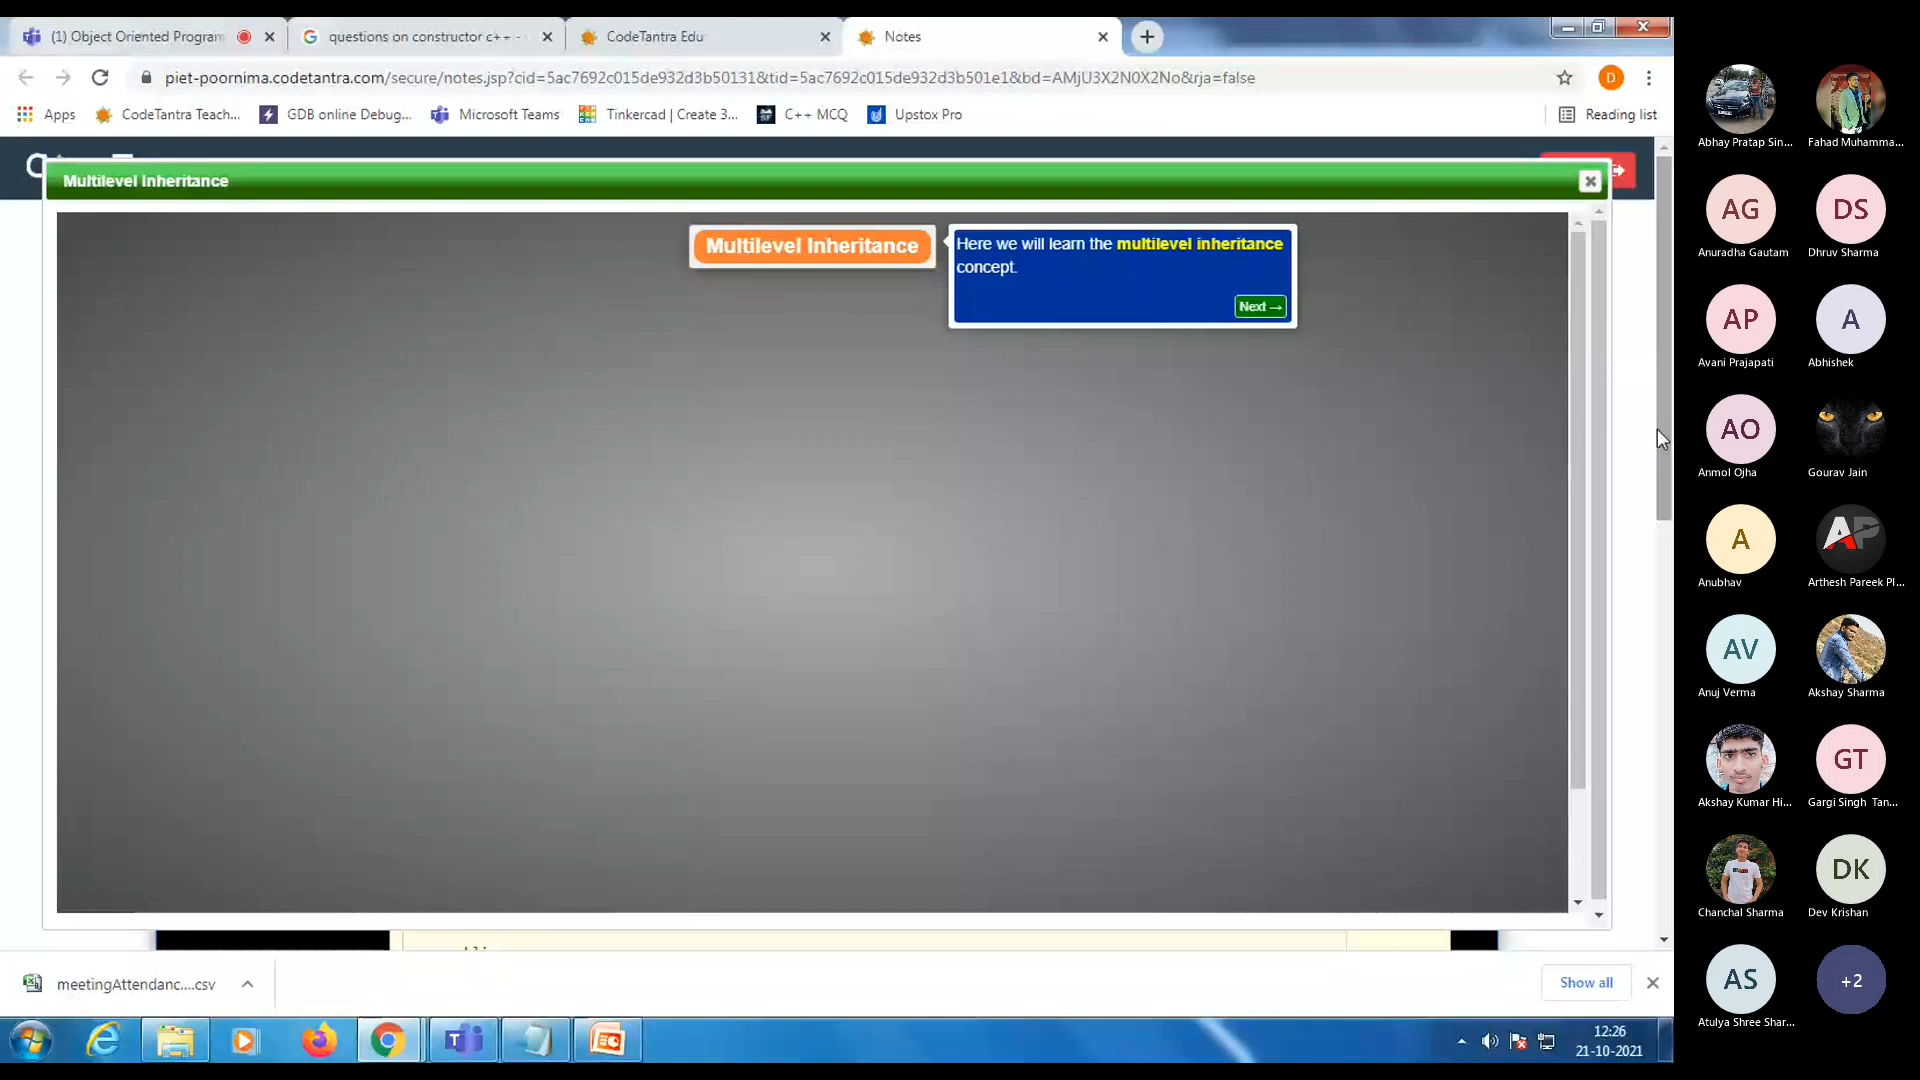 (1) Object Oriented Program
questions on constructor c++ -
CodeTantra Edu
Notes
piet-poornima.codetantra.com/secure/notes.jsp?cid=5ac7692c015de932d3b50131&tid=5ac7692c015de932d3b501e1&bd=AMjU3X2N0X2No&rja=false
D
Apps
CodeTantra Teach...
GDB online Debug...
Microsoft Teams
Tinkercad | Create 3...
C++ MCQ
Upstox Pro
Reading list
Multilevel Inheritance
Multilevel Inheritance
Here we will learn the multilevel inheritance
concept.
Next →
meetingAttendanc....csv
Show all
12:26
21-10-2021
Abhay Pratap Sin...
Fahad Muhamma...
AG
Anuradha Gautam
DS
Dhruv Sharma
AP
Avani Prajapati
A
Abhishek
AO
Anmol Ojha
Gourav Jain
A
Anubhav
AP
Arthesh Pareek PI...
AV
Anuj Verma
Akshay Sharma
Akshay Kumar Hi...
GT
Gargi Singh Tan...
Chanchal Sharma
DK
Dev Krishan
AS
Atulya Shree Shar...
+2